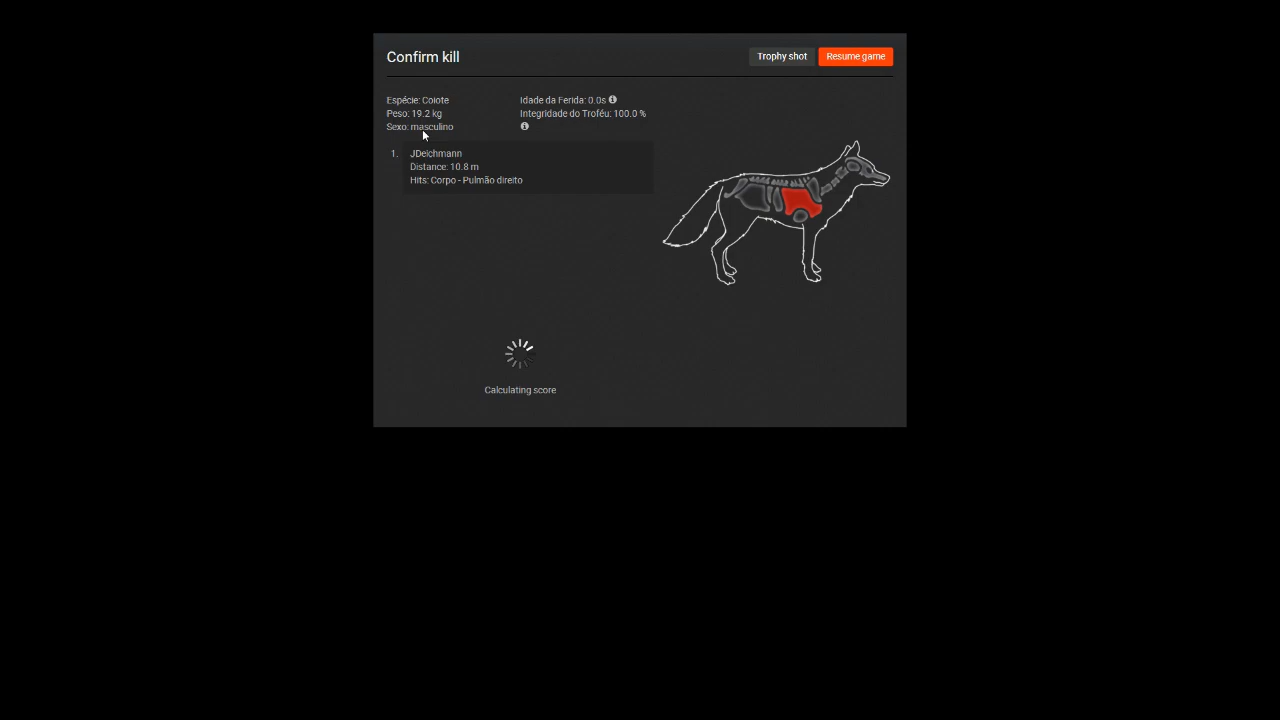 Confirm kill
Trophy shot
Resume game
Espécie: Coiote
Peso: 19.2 kg
Sexo: masculino
Idade da Ferida: 0.0s
Integridade do Troféu: 100.0 %
1. JDeichmann
Distance: 10.8 m
Hits: Corpo - Pulmão direito
Calculating score